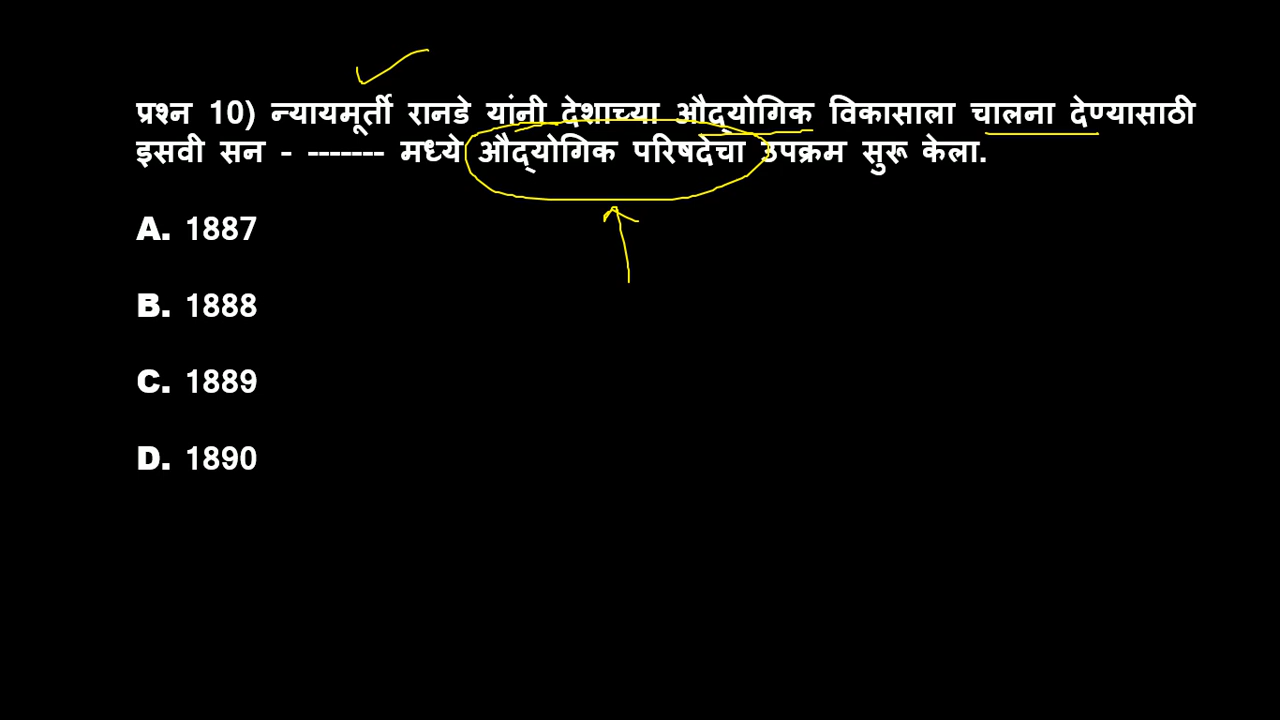 प्रश्न 10) न्यायमूर्ती रानडे यांनी देशाच्या औद्योगिक विकासाला चालना देण्यासाठी
इसवी सन - ------- मध्ये औद्योगिक परिषदेचा उपक्रम सुरू केला.
A. 1887
B. 1888
C. 1889
D. 1890